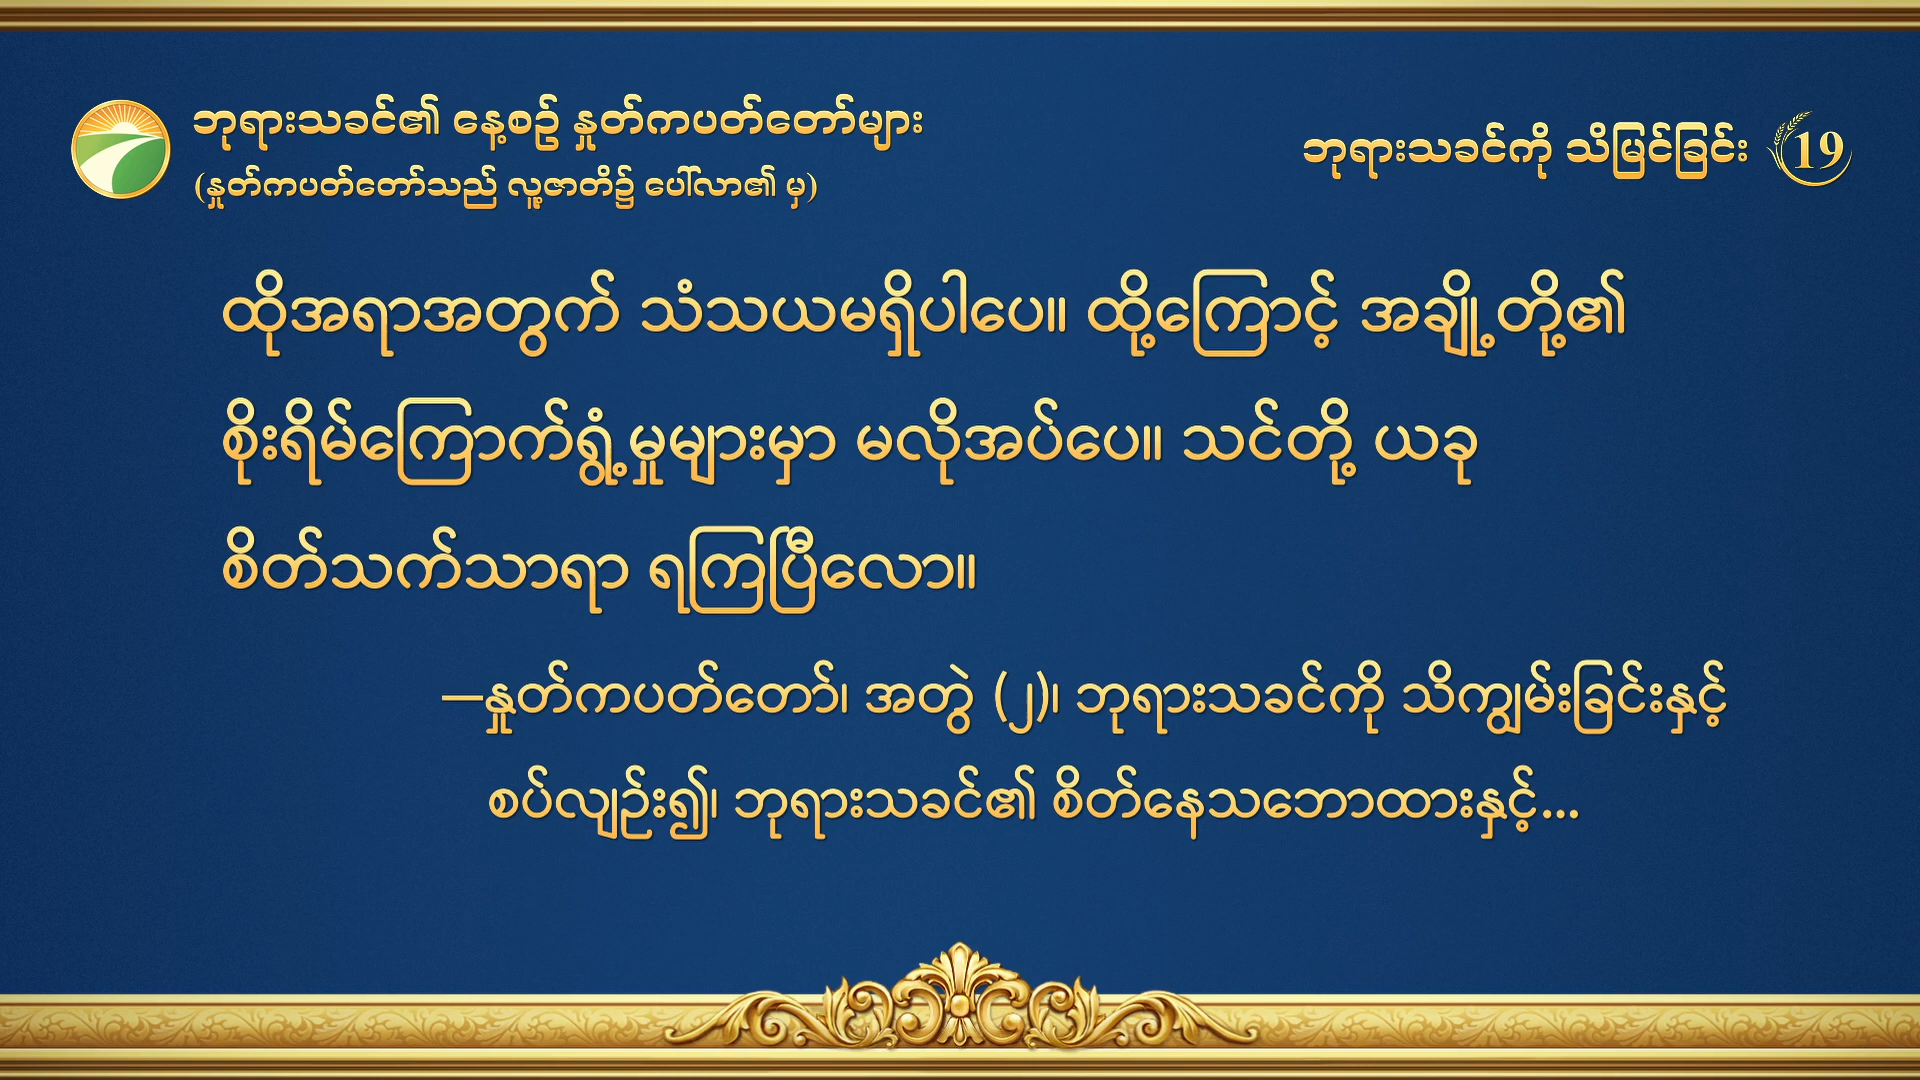 ဘုရားသခင်၏ နေ့စဉ် နှုတ်ကပတ်တော်များ
(နှုတ်ကပတ်တော်သည် လူ့ဇာတိ၌ ပေါ်လာ၏ မှ)
ဘုရားသခင်ကို သိမြင်ခြင်း 19
ထိုအရာအတွက် သံသယမရှိပါပေ။ ထို့ကြောင့် အချို့တို့၏
စိုးရိမ်ကြောက်ရွံ့မှုများမှာ မလိုအပ်ပေ။ သင်တို့ ယခု
စိတ်သက်သာရာ ရကြပြီလော။
—နှုတ်ကပတ်တော်၊ အတွဲ (၂)၊ ဘုရားသခင်ကို သိကျွမ်းခြင်းနှင့်
စပ်လျဉ်း၍၊ ဘုရားသခင်၏ စိတ်နေသဘောထားနှင့်...